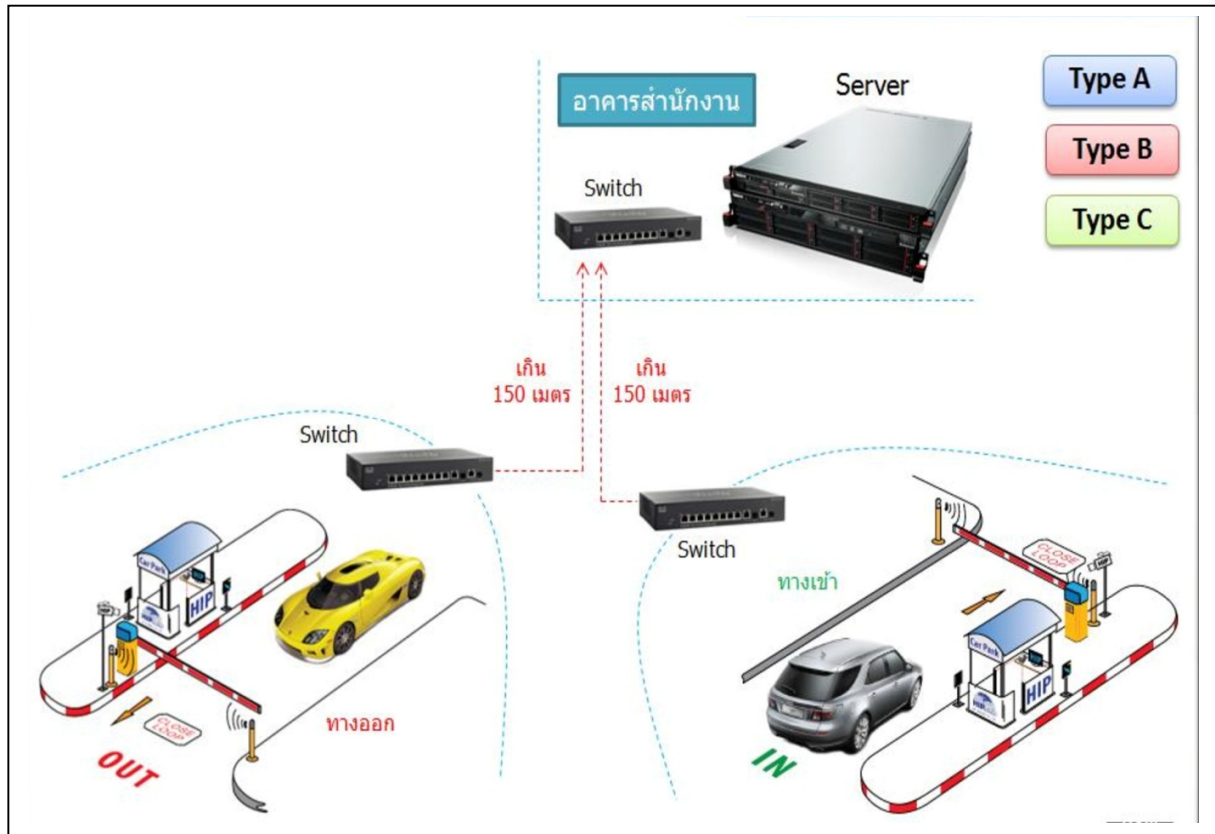 อาคารสำนักงาน
Server
Type A
Type B
Type C
Switch
เกิน
150 เมตร
เกิน
150 เมตร
Switch
Switch
Car Park
HIP
HIP
ทางออก
CLOSE
LOOP
OUT
ทางเข้า
CLOSE
LOOP
Car Park
HIP
HIP
IN